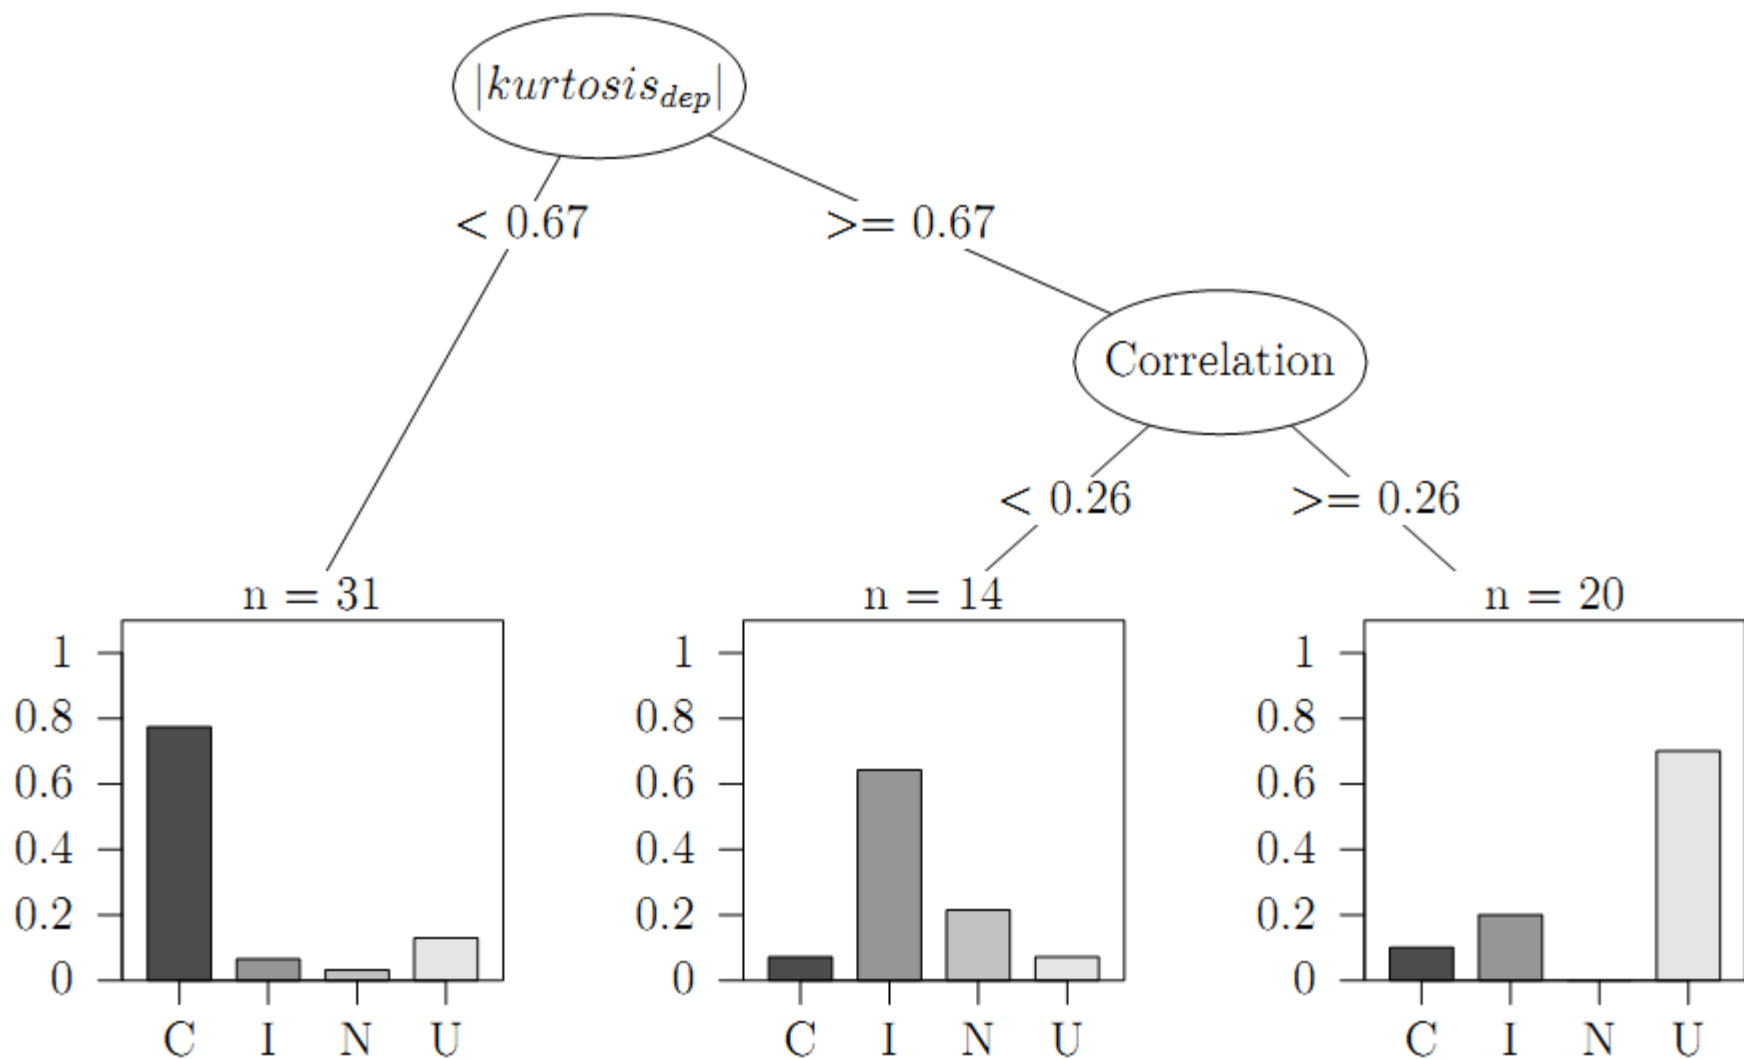 |kurtosis_dep|
< 0.67 >= 0.67
Correlation
< 0.26 >= 0.26
n = 31 n = 14 n = 20
1 1 1
0.8 0.8 0.8
0.6 0.6 0.6
0.4 0.4 0.4
0.2 0.2 0.2
0 0 0
C I N U C I N U C I N U